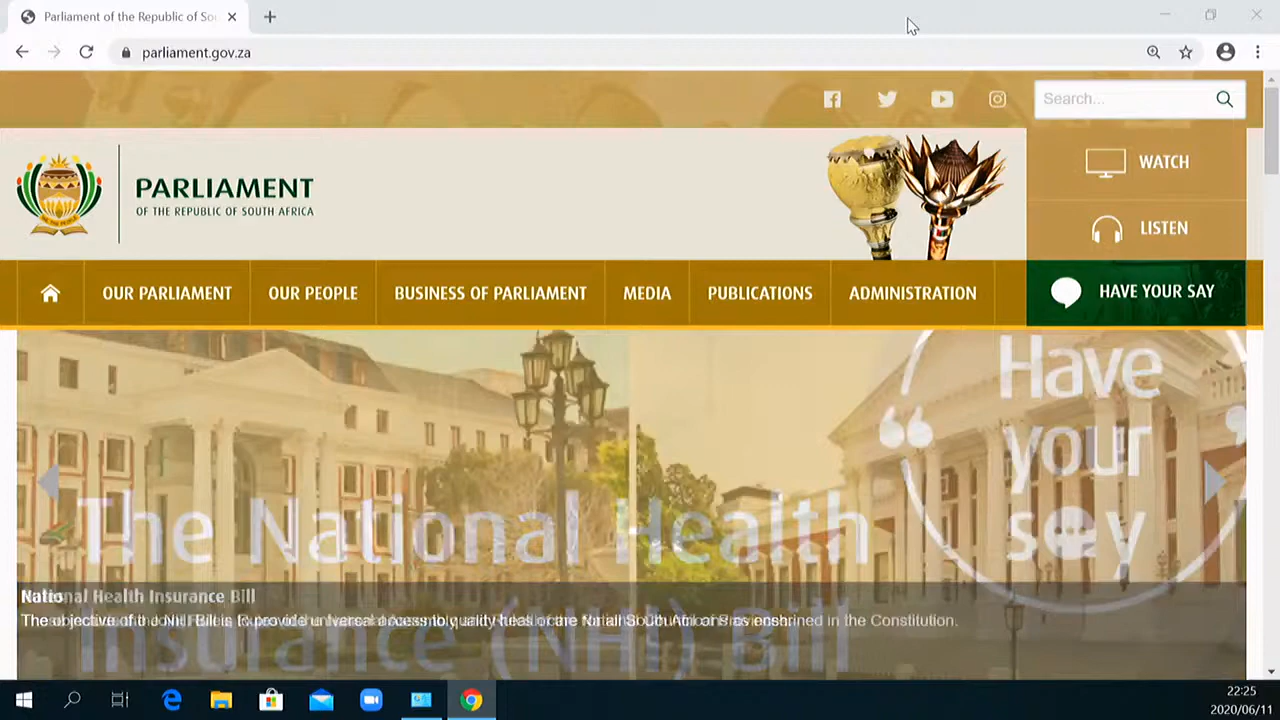 Parliament of the Republic of Sou
parliament.gov.za
Search...
PARLIAMENT
OF THE REPUBLIC OF SOUTH AFRICA
WATCH
LISTEN
OUR PARLIAMENT
OUR PEOPLE
BUSINESS OF PARLIAMENT
MEDIA
PUBLICATIONS
ADMINISTRATION
HAVE YOUR SAY
Have
your
say
The National Health
Insurance (NHI) Bill
National Health Insurance Bill
enshrined in the Constitution.
22:25
2020/06/11